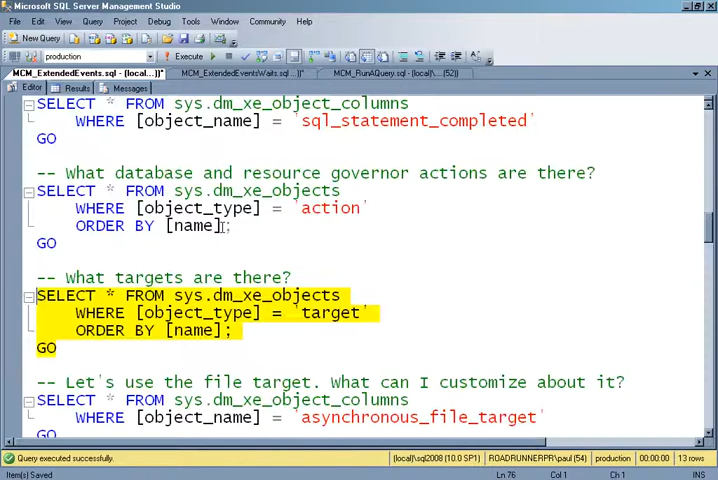 Microsoft SQL Server Management Studio
File Edit View Query Project Debug Tools Window Community Help
New Query
production Execute
MCM_ExtendedEvents.sql - (local...))* MCM_ExtendedEventsWaits.sql ...))* MCM_RunAQuery.sql - (local\...(52))
Editor Results Messages
SELECT * FROM sys.dm_xe_object_columns
WHERE [object_name] = 'sql_statement_completed'
GO
-- What database and resource governor actions are there?
SELECT * FROM sys.dm_xe_objects
WHERE [object_type] = 'action'
ORDER BY [name];
GO
-- What targets are there?
SELECT * FROM sys.dm_xe_objects
WHERE [object_type] = 'target'
ORDER BY [name];
GO
-- Let's use the file target. What can I customize about it?
SELECT * FROM sys.dm_xe_object_columns
WHERE [object_name] = 'asynchronous_file_target'
GO
Query executed successfully. (local)\sql2008 (10.0 SP1) ROADRUNNERPR\paul (54) production 00:00:00 13 rows
Item(s) Saved Ln 76 Col 1 Ch 1 INS